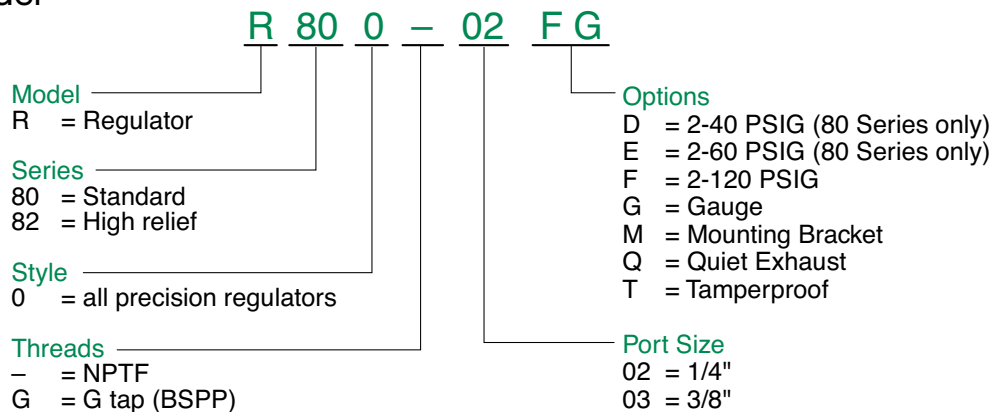 R 80 0 – 02 F G
Model
R = Regulator
Series
80 = Standard
82 = High relief
Style
0 = all precision regulators
Threads
– = NPTF
G = G tap (BSPP)
Options
D = 2-40 PSIG (80 Series only)
E = 2-60 PSIG (80 Series only)
F = 2-120 PSIG
G = Gauge
M = Mounting Bracket
Q = Quiet Exhaust
T = Tamperproof
Port Size
02 = 1/4"
03 = 3/8"